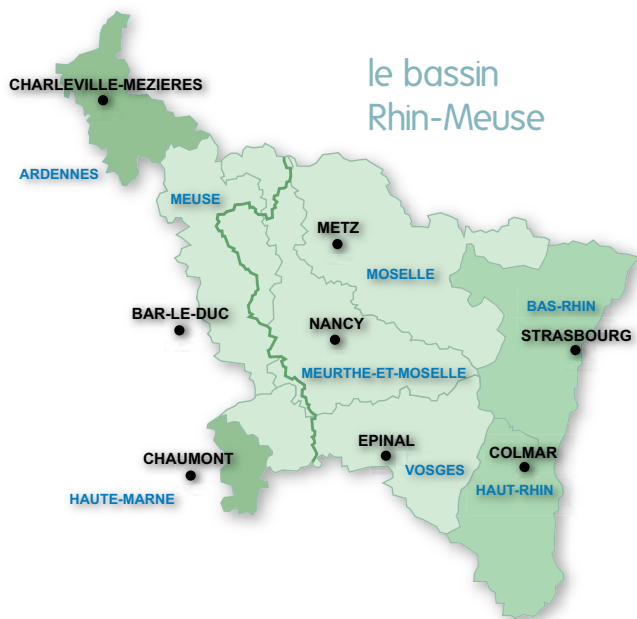 le bassin
Rhin-Meuse
CHARLEVILLE-MEZIERES
ARDENNES
MEUSE
METZ
MOSELLE
BAS-RHIN
BAR-LE-DUC
NANCY
STRASBOURG
MEURTHE-ET-MOSELLE
EPINAL
CHAUMONT
VOSGES
COLMAR
HAUTE-MARNE
HAUT-RHIN